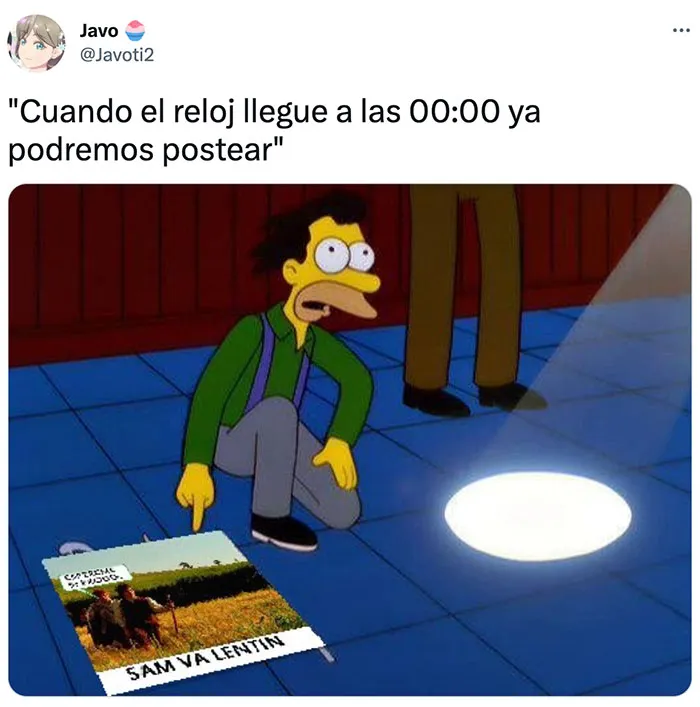 Javo
@Javoti2
"Cuando el reloj llegue a las 00:00 ya
podremos postear"
SAM VA LENTIN